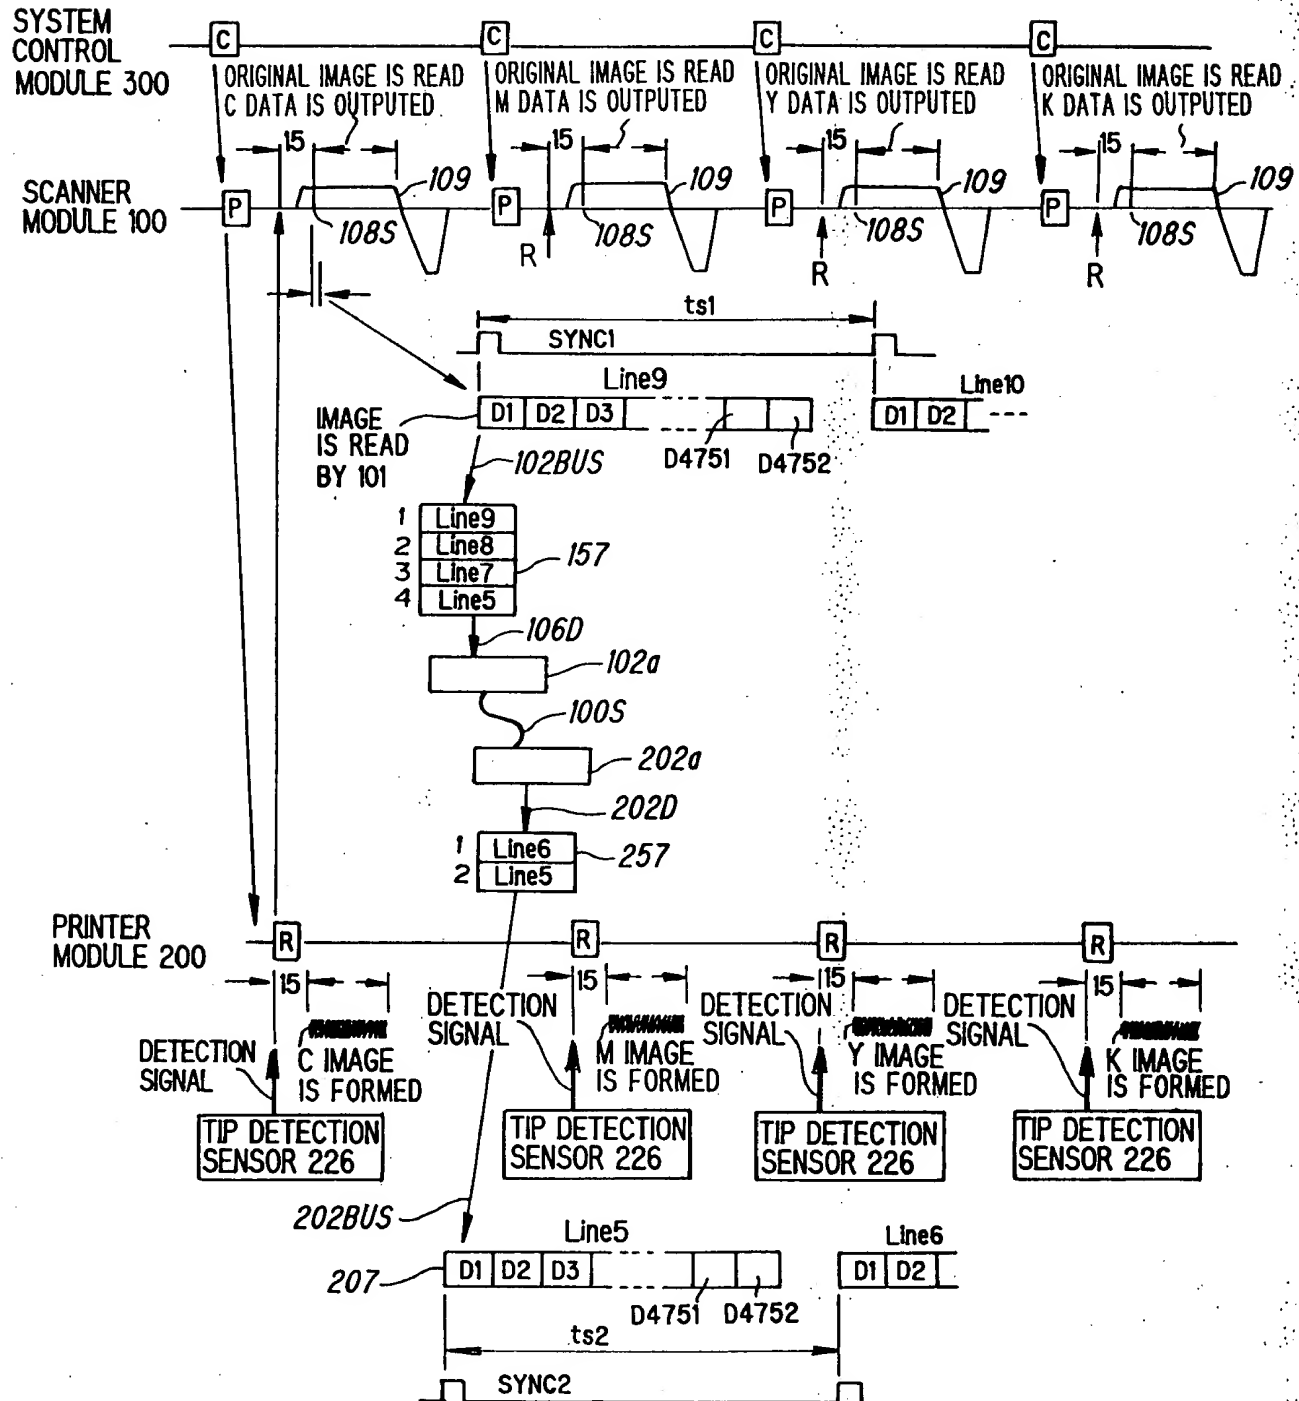 SYSTEM
CONTROL
MODULE 300
C
C
C
C
ORIGINAL IMAGE IS READ
C DATA IS OUTPUTED
ORIGINAL IMAGE IS READ
M DATA IS OUTPUTED
ORIGINAL IMAGE IS READ
Y DATA IS OUTPUTED
ORIGINAL IMAGE IS READ
K DATA IS OUTPUTED
15
15
15
15
SCANNER
MODULE 100
P
109
P
109
P
109
P
109
108S
108S
108S
108S
R
R
R
ts1
SYNC1
Line9
Line10
IMAGE
IS READ
BY 101
D1 D2 D3
D1 D2
D4751 D4752
102BUS
1 Line9
2 Line8
3 Line7
4 Line5
157
106D
102a
100S
202a
202D
1 Line6
2 Line5
257
PRINTER
MODULE 200
R
R
R
R
15
15
15
15
DETECTION
SIGNAL
C IMAGE
IS FORMED
DETECTION
SIGNAL
M IMAGE
IS FORMED
DETECTION
SIGNAL
Y IMAGE
IS FORMED
DETECTION
SIGNAL
K IMAGE
IS FORMED
TIP DETECTION
SENSOR 226
TIP DETECTION
SENSOR 226
TIP DETECTION
SENSOR 226
TIP DETECTION
SENSOR 226
202BUS
Line5
Line6
207
D1 D2 D3
D1 D2
D4751 D4752
ts2
SYNC2